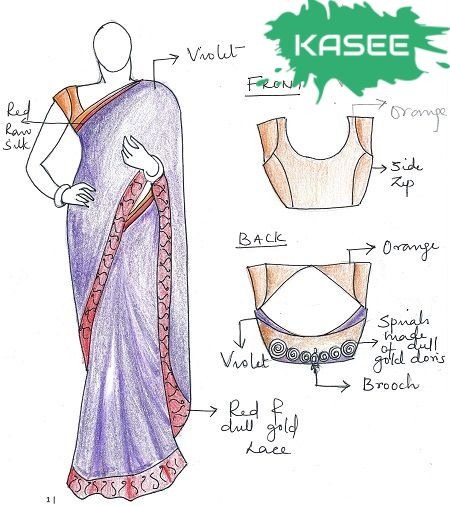 KASEE
Violet
FRONT
Red
Raw
Silk
Orange
Side
Zip
BACK
Orange
Spirals
made
of dull
gold doris
Violet
Brooch
Red &
dull gold
Lace
11